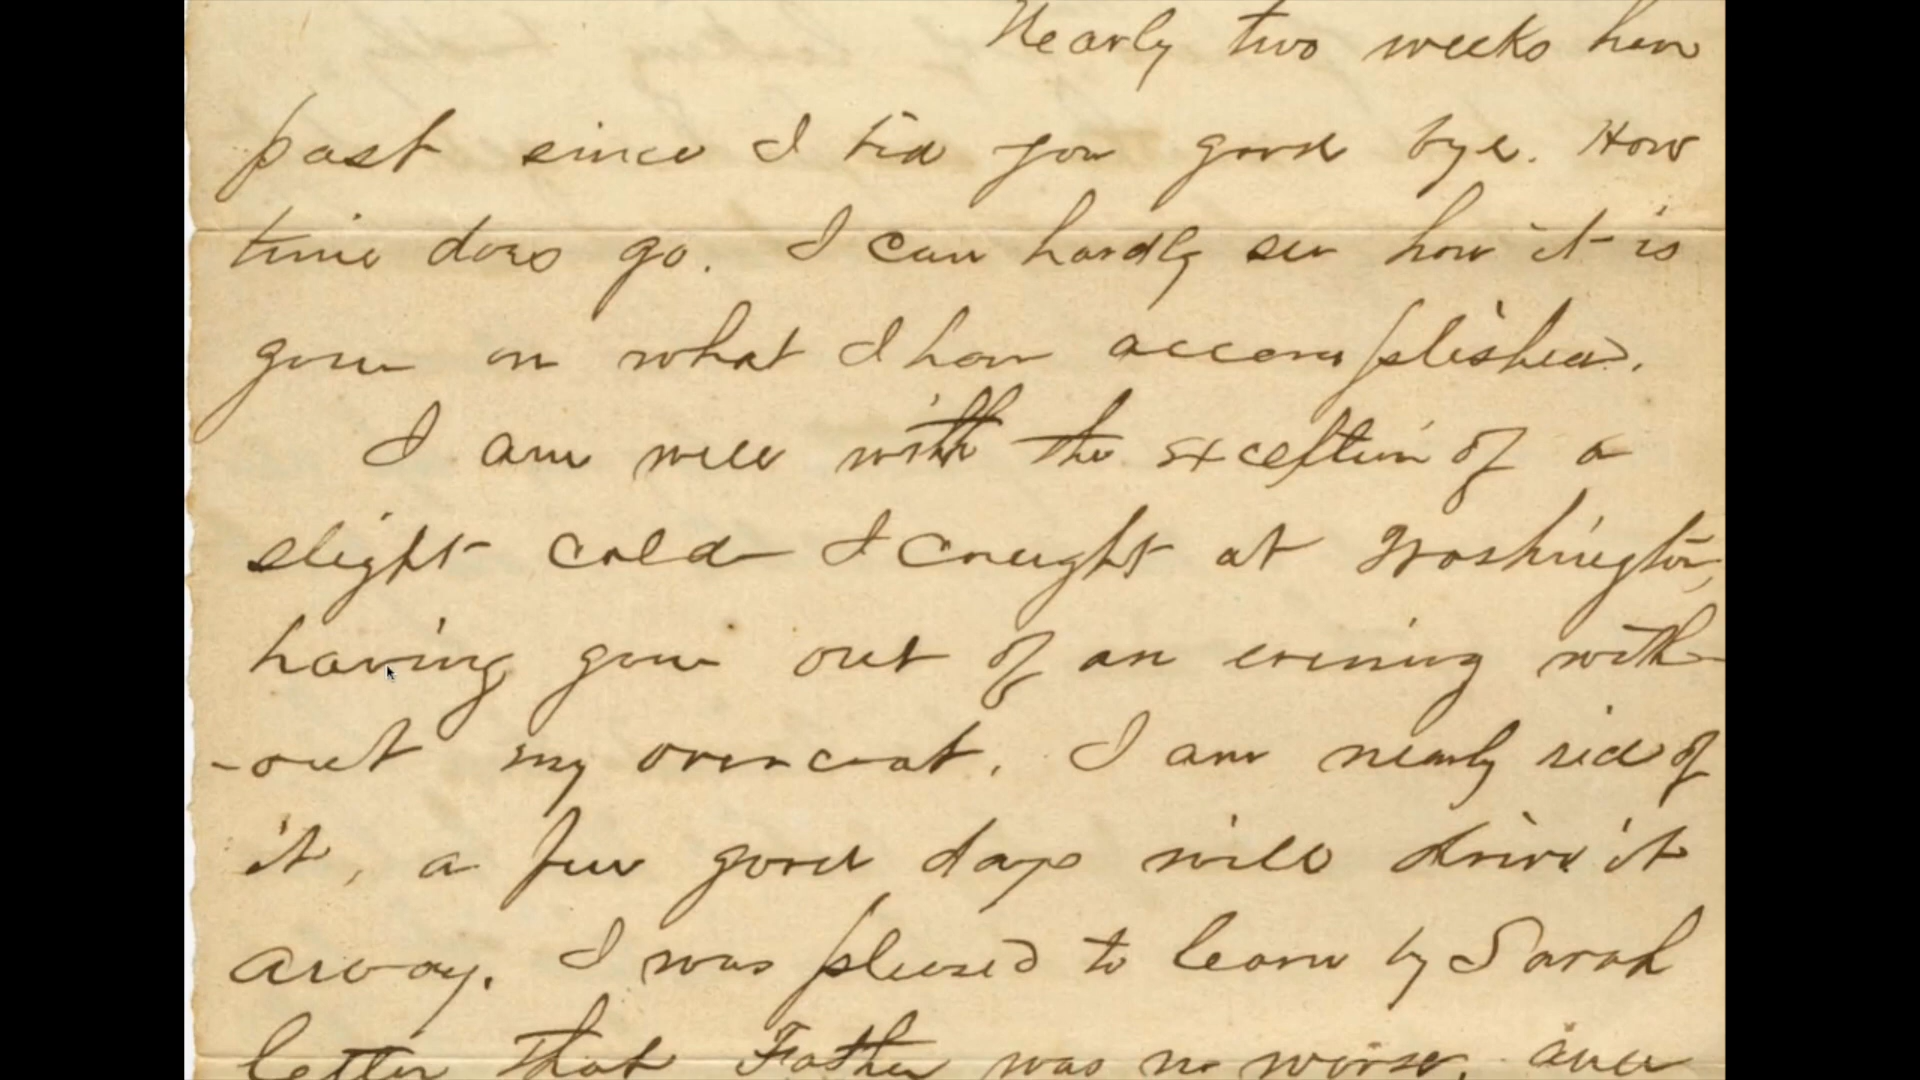 Nearly two weeks have
past since I bid you good bye. How
time does go. I can hardly see how it is
gone or what I have accomplished.
I am well with the exception of a
slight cold I caught at Washington,
having gone out of an evening with
-out my overcoat. I am nearly rid of
it, a few good days will drive it
away. I was pleased to learn by Sarah
letter that Father was no worse. and